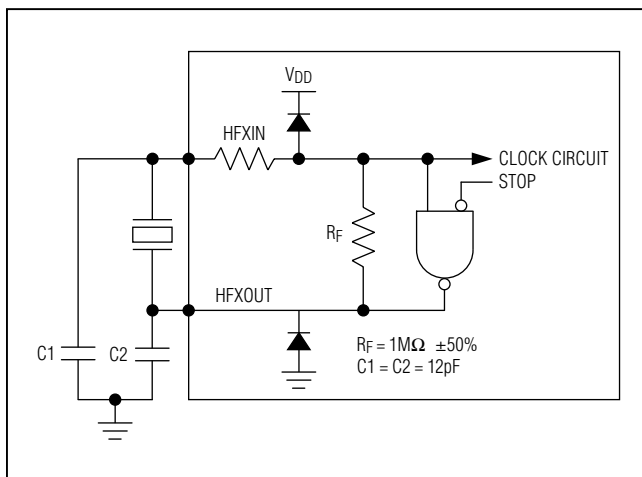 VDD
HFXIN
CLOCK CIRCUIT
STOP
RF
HFXOUT
C1
C2
RF = 1MΩ ±50%
C1 = C2 = 12pF